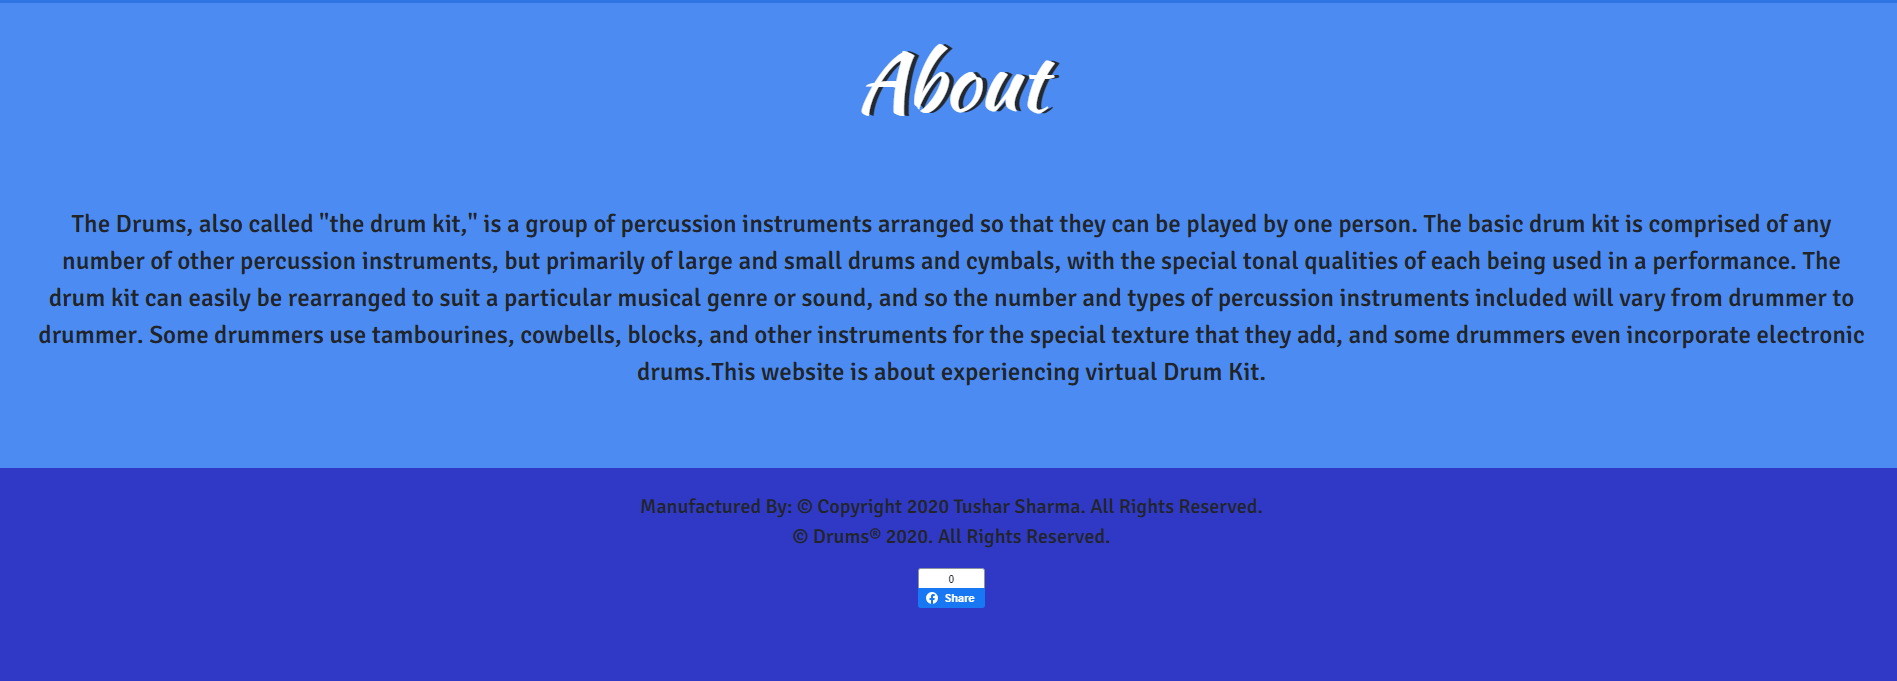 About
The Drums, also called "the drum kit," is a group of percussion instruments arranged so that they can be played by one person. The basic drum kit is comprised of any
number of other percussion instruments, but primarily of large and small drums and cymbals, with the special tonal qualities of each being used in a performance. The
drum kit can easily be rearranged to suit a particular musical genre or sound, and so the number and types of percussion instruments included will vary from drummer to
drummer. Some drummers use tambourines, cowbells, blocks, and other instruments for the special texture that they add, and some drummers even incorporate electronic
drums.This website is about experiencing virtual Drum Kit.
Manufactured By: © Copyright 2020 Tushar Sharma. All Rights Reserved.
© Drums® 2020. All Rights Reserved.
0
Share